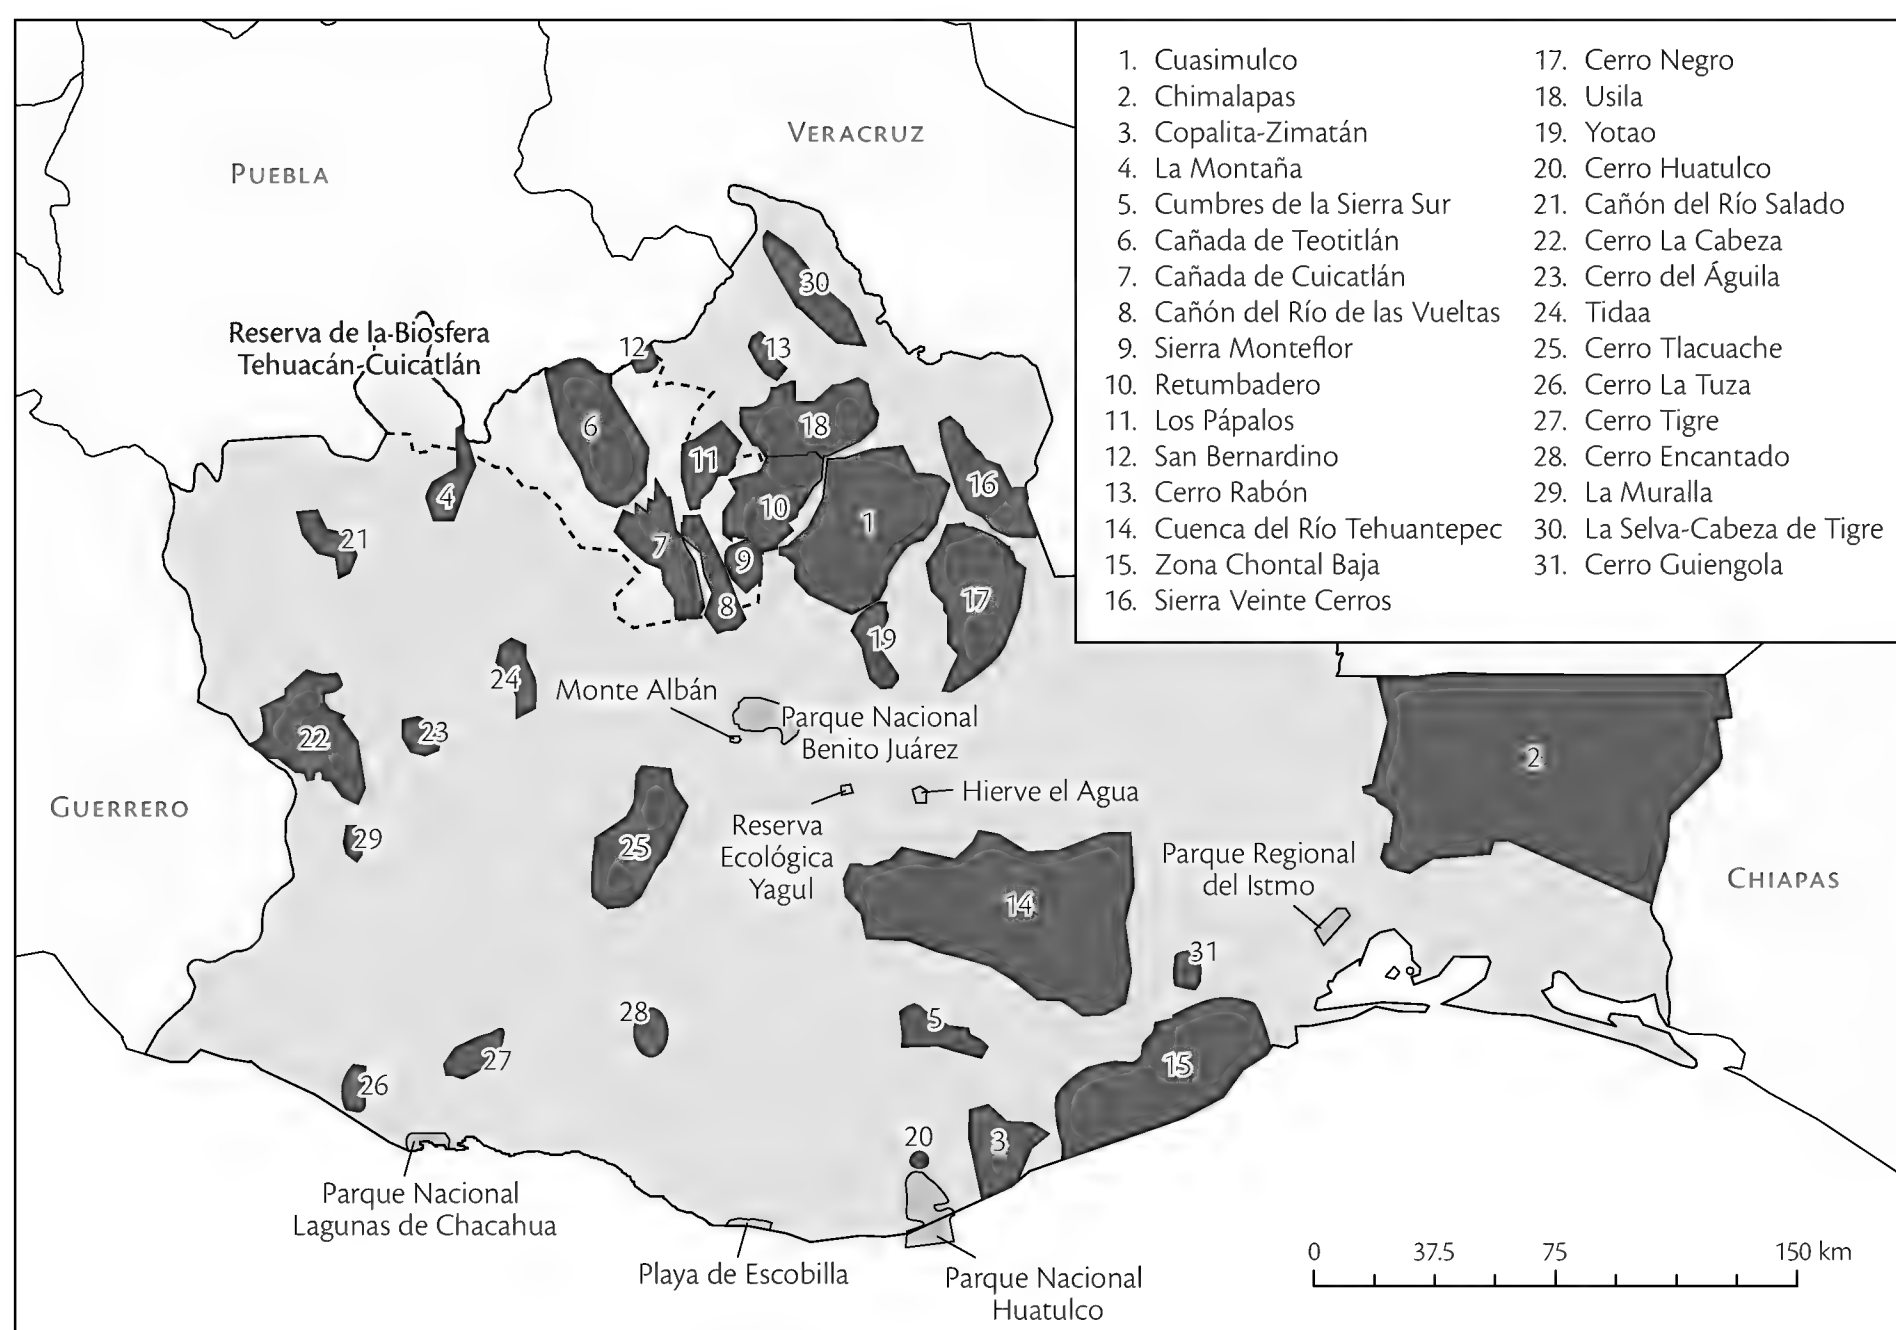 PUEBLA
VERACRUZ
GUERRERO
CHIAPAS
1. Cuasimulco
2. Chimalapas
3. Copalita-Zimatán
4. La Montaña
5. Cumbres de la Sierra Sur
6. Cañada de Teotitlán
7. Cañada de Cuicatlán
8. Cañón del Río de las Vueltas
9. Sierra Monteflor
10. Retumbadero
11. Los Pápalos
12. San Bernardino
13. Cerro Rabón
14. Cuenca del Río Tehuantepec
15. Zona Chontal Baja
16. Sierra Veinte Cerros
17. Cerro Negro
18. Usila
19. Yotao
20. Cerro Huatulco
21. Cañón del Río Salado
22. Cerro La Cabeza
23. Cerro del Águila
24. Tidaa
25. Cerro Tlacuache
26. Cerro La Tuza
27. Cerro Tigre
28. Cerro Encantado
29. La Muralla
30. La Selva-Cabeza de Tigre
31. Cerro Guiengola
Reserva de la Biósfera
Tehuacán-Cuicatlán
30
12
13
6
18
11
4
16
10
1
21
7
9
17
8
19
24
Monte Albán
Parque Nacional
Benito Juárez
22
23
2
Hierve el Agua
Reserva
Ecológica
Yagul
29
25
14
Parque Regional
del Istmo
31
28
5
27
15
26
20
3
Parque Nacional
Lagunas de Chacahua
Playa de Escobilla
Parque Nacional
Huatulco
0 37.5 75 150 km